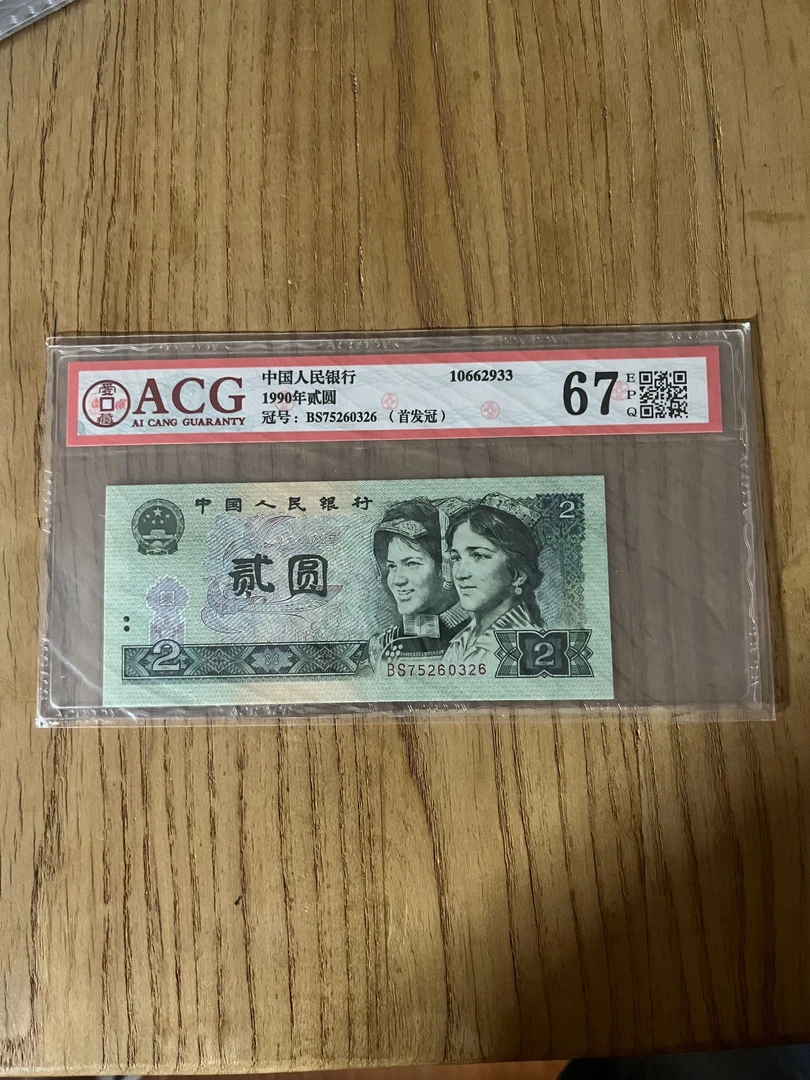 ACG
AI CANG GUARANTY
中国人民银行 10662933
1990年贰圆
冠号：BS75260326 （首发冠）
67 EPQ
中国人民银行
贰圆
2
2
2
BS75260326